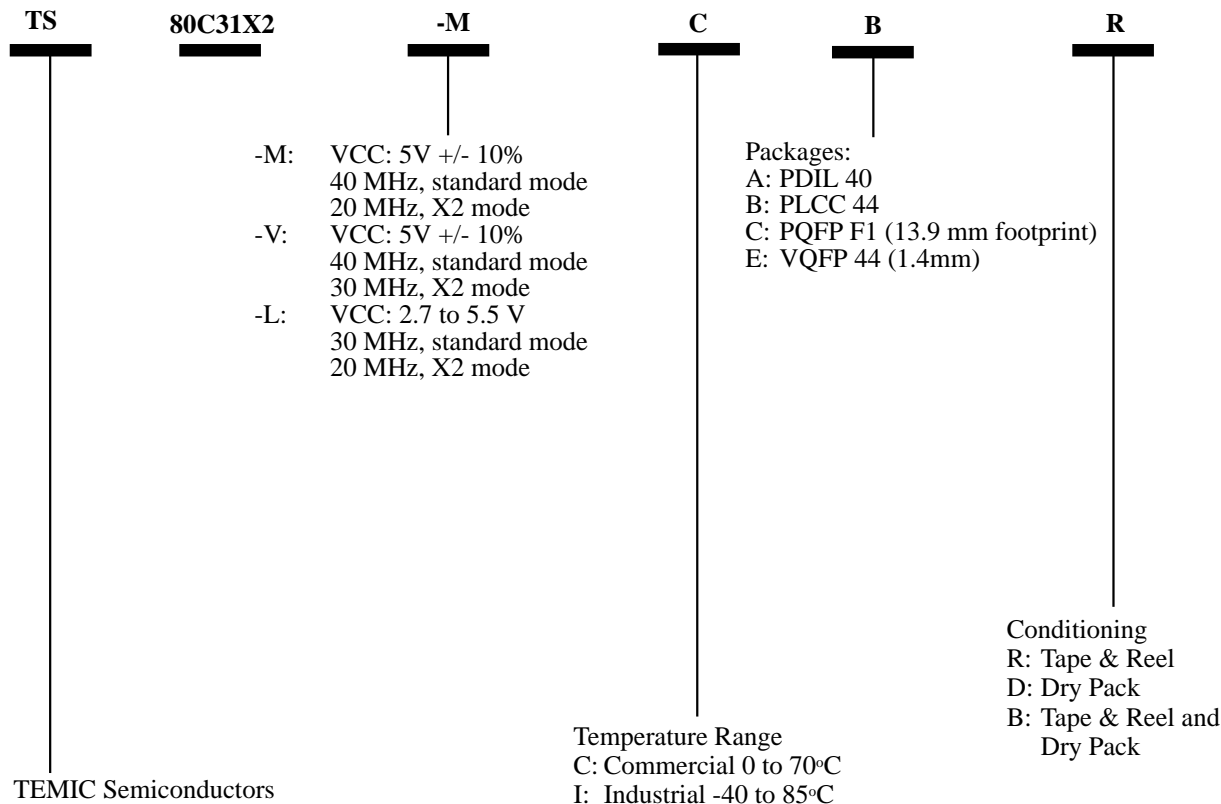 TS 80C31X2 -M C B R
-M: VCC: 5V +/- 10%
40 MHz, standard mode
20 MHz, X2 mode
-V: VCC: 5V +/- 10%
40 MHz, standard mode
30 MHz, X2 mode
-L: VCC: 2.7 to 5.5 V
30 MHz, standard mode
20 MHz, X2 mode
Packages:
A: PDIL 40
B: PLCC 44
C: PQFP F1 (13.9 mm footprint)
E: VQFP 44 (1.4mm)
Conditioning
R: Tape & Reel
D: Dry Pack
B: Tape & Reel and
Dry Pack
Temperature Range
C: Commercial 0 to 70°C
I: Industrial -40 to 85°C
TEMIC Semiconductors